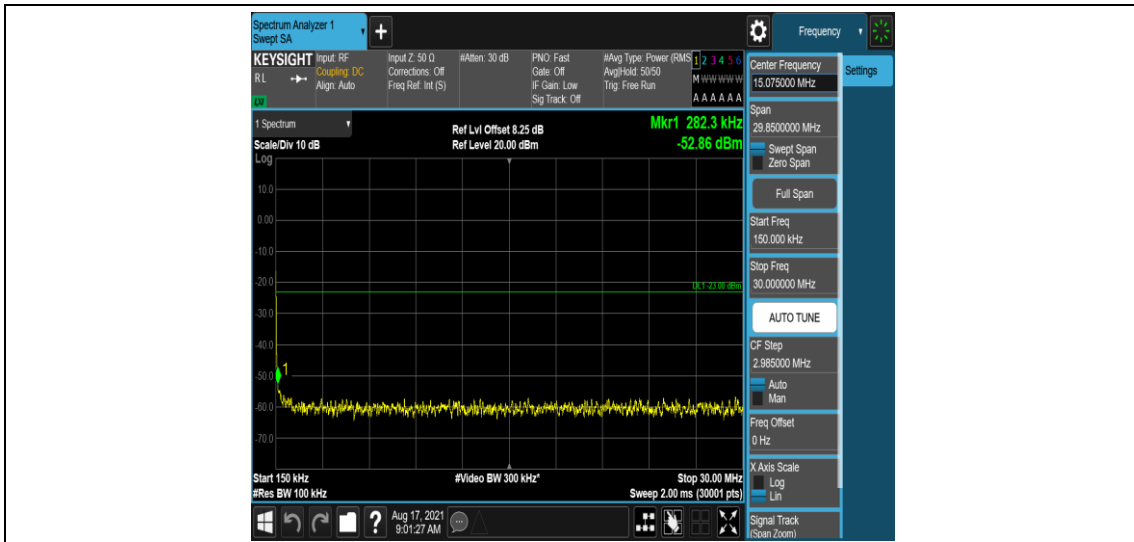 Spectrum Analyzer 1
Swept SA
+
Frequency
KEYSIGHT
RL
LM
Input: RF
Coupling: DC
Align: Auto
Input Z: 50 Ω
Corrections: Off
Freq Ref: Int (S)
#Atten: 30 dB
PNO: Fast
Gate: Off
IF Gain: Low
Sig Track: Off
#Avg Type: Power (RMS
Avg|Hold: 50/50
Trig: Free Run
1 2 3 4 5 6
M W W W W W
A A A A A A
1 Spectrum
Scale/Div 10 dB
Ref Lvl Offset 8.25 dB
Ref Level 20.00 dBm
Mkr1 282.3 kHz
-52.86 dBm
Log
10.0
0.00
-10.0
-20.0
-30.0
-40.0
-50.0
-60.0
-70.0
DL1 -23.00 dBm
1
Start 150 kHz
#Res BW 100 kHz
#Video BW 300 kHz*
Stop 30.00 MHz
Sweep 2.00 ms (30001 pts)
?
Aug 17, 2021
9:01:27 AM
Center Frequency
15.075000 MHz
Settings
Span
29.8500000 MHz
Swept Span
Zero Span
Full Span
Start Freq
150.000 kHz
Stop Freq
30.000000 MHz
AUTO TUNE
CF Step
2.985000 MHz
Auto
Man
Freq Offset
0 Hz
X Axis Scale
Log
Lin
Signal Track
(Span Zoom)